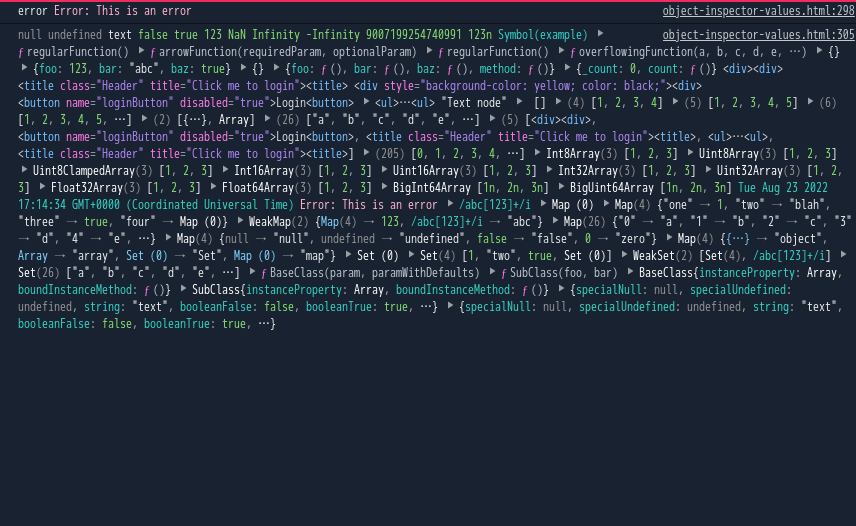 error Error: This is an error object-inspector-values.html:298
null undefined text false true 123 NaN Infinity -Infinity 9007199254740991 123n Symbol(example) ▶ object-inspector-values.html:305
ƒ regularFunction() ▶ ƒ arrowFunction(requiredParam, optionalParam) ▶ ƒ regularFunction() ▶ ƒ overflowingFunction(a, b, c, d, e, …) ▶ {}
▶ {foo: 123, bar: "abc", baz: true} ▶ {} ▶ {foo: ƒ (), bar: ƒ (), baz: ƒ (), method: ƒ ()} ▶ {_count: 0, count: ƒ ()} <div><div>
<title class="Header" title="Click me to login"><title> <div style="background-color: yellow; color: black;"><div>
<button name="loginButton" disabled="true">Login<button> ▶ <ul>⋯<ul> "Text node" ▶ [] ▶ (4) [1, 2, 3, 4] ▶ (5) [1, 2, 3, 4, 5] ▶ (6)
[1, 2, 3, 4, 5, …] ▶ (2) [{…}, Array] ▶ (26) ["a", "b", "c", "d", "e", …] ▶ (5) [<div><div>,
<button name="loginButton" disabled="true">Login<button>, <title class="Header" title="Click me to login"><title>, <ul>⋯<ul>,
<title class="Header" title="Click me to login"><title>] ▶ (205) [0, 1, 2, 3, 4, …] ▶ Int8Array(3) [1, 2, 3] ▶ Uint8Array(3) [1, 2, 3]
▶ Uint8ClampedArray(3) [1, 2, 3] ▶ Int16Array(3) [1, 2, 3] ▶ Uint16Array(3) [1, 2, 3] ▶ Int32Array(3) [1, 2, 3] ▶ Uint32Array(3) [1, 2,
3] ▶ Float32Array(3) [1, 2, 3] ▶ Float64Array(3) [1, 2, 3] ▶ BigInt64Array [1n, 2n, 3n] ▶ BigUint64Array [1n, 2n, 3n] Tue Aug 23 2022
17:14:34 GMT+0000 (Coordinated Universal Time) Error: This is an error ▶ /abc[123]+/i ▶ Map (0) ▶ Map(4) {"one" → 1, "two" → "blah",
"three" → true, "four" → Map (0)} ▶ WeakMap(2) {Map(4) → 123, /abc[123]+/i → "abc"} ▶ Map(26) {"0" → "a", "1" → "b", "2" → "c", "3"
→ "d", "4" → "e", …} ▶ Map(4) {null → "null", undefined → "undefined", false → "false", 0 → "zero"} ▶ Map(4) {{…} → "object",
Array → "array", Set (0) → "Set", Map (0) → "map"} ▶ Set (0) ▶ Set(4) [1, "two", true, Set (0)] ▶ WeakSet(2) [Set(4), /abc[123]+/i] ▶
Set(26) ["a", "b", "c", "d", "e", …] ▶ ƒ BaseClass(param, paramWithDefaults) ▶ ƒ SubClass(foo, bar) ▶ BaseClass{instanceProperty: Array,
boundInstanceMethod: ƒ ()} ▶ SubClass{instanceProperty: Array, boundInstanceMethod: ƒ ()} ▶ {specialNull: null, specialUndefined:
undefined, string: "text", booleanFalse: false, booleanTrue: true, …} ▶ {specialNull: null, specialUndefined: undefined, string: "text",
booleanFalse: false, booleanTrue: true, …}